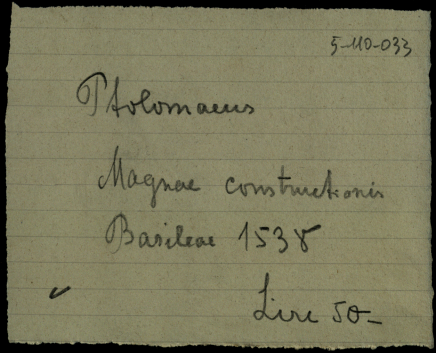 5-110-033
Ptolomaeus
Magnae constructionis
Basileae 1538
Lire 50-